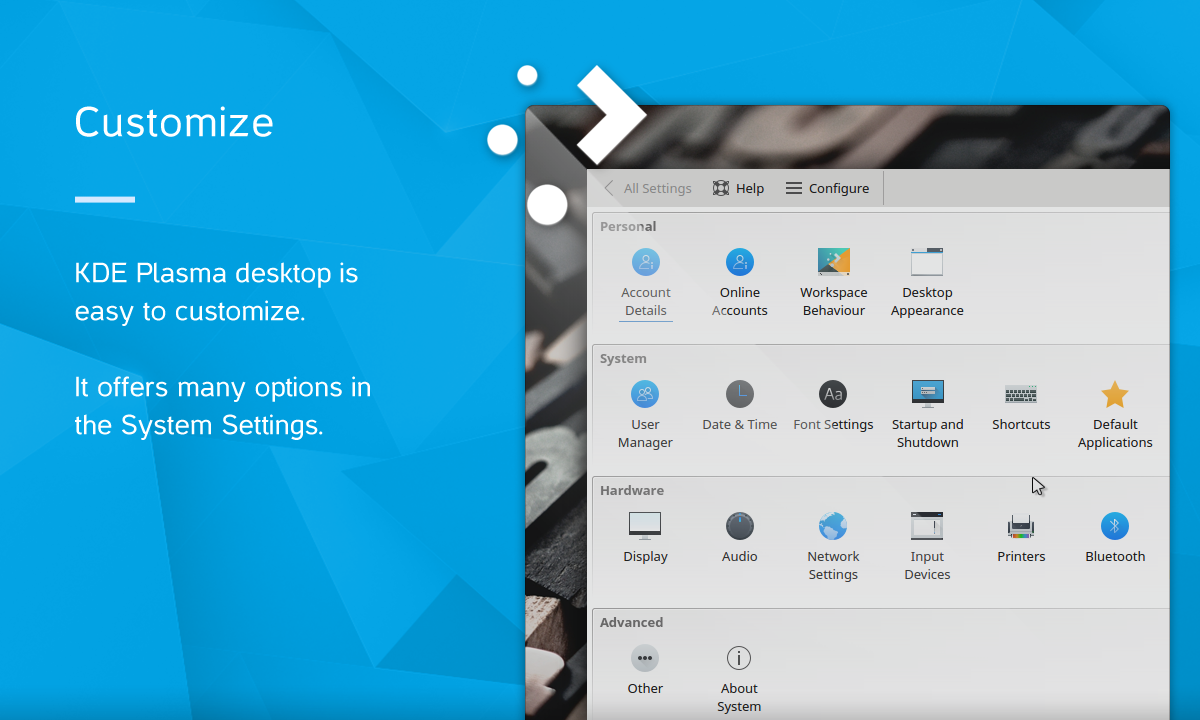 Customize
KDE Plasma desktop is
easy to customize.
It offers many options in
the System Settings.
All Settings Help Configure
Personal
Account Details
Online Accounts
Workspace Behaviour
Desktop Appearance
System
User Manager
Date & Time
Aa
Font Settings
Startup and Shutdown
Shortcuts
Default Applications
Hardware
Display
Audio
Network Settings
Input Devices
Printers
Bluetooth
Advanced
Other
About System